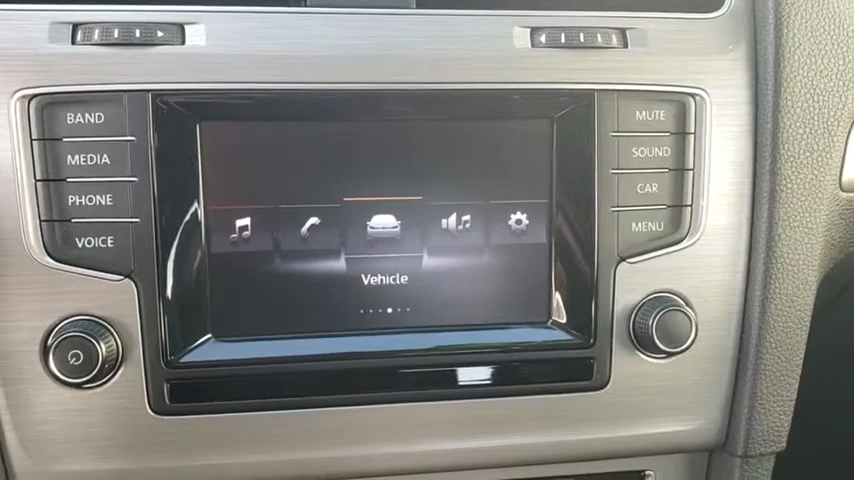 BAND
MEDIA
PHONE
VOICE
Vehicle
MUTE
SOUND
CAR
MENU